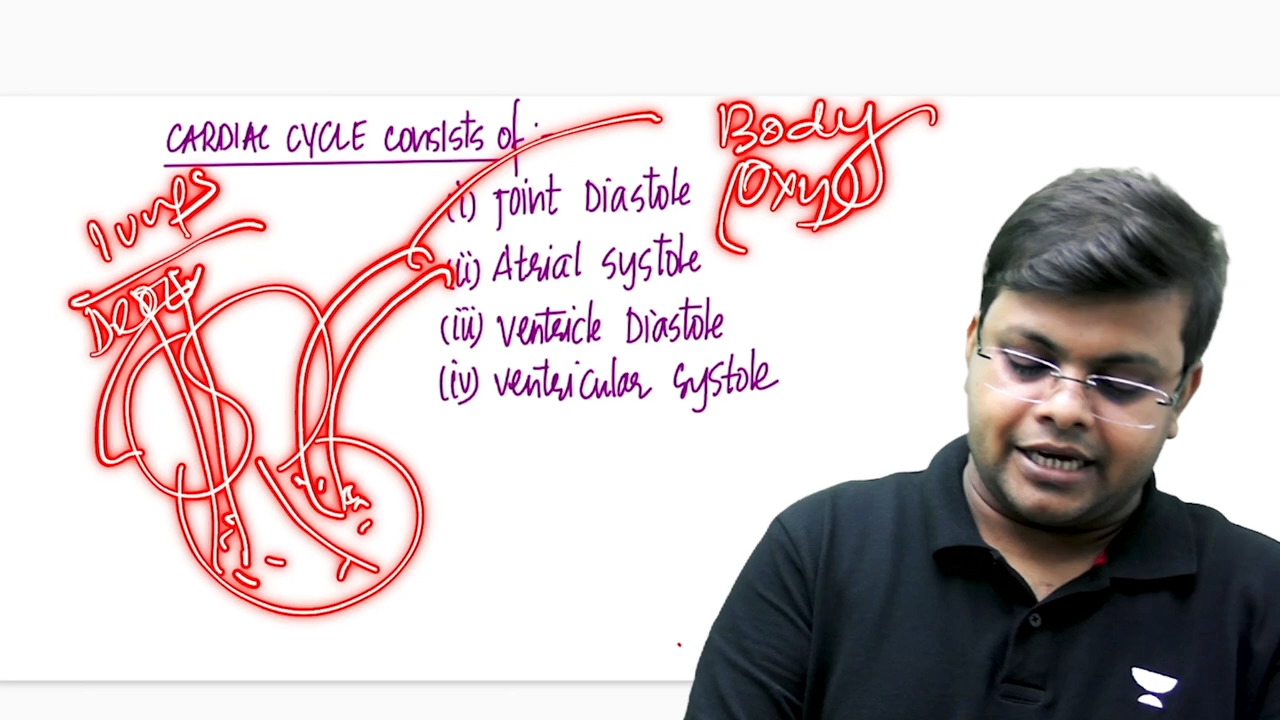 CARDIAC CYCLE consists of :-
(i) Joint Diastole
(ii) Atrial systole
(iii) ventricle Diastole
(iv) ventricular systole
Body
(Oxy)
lungs
Deoxy